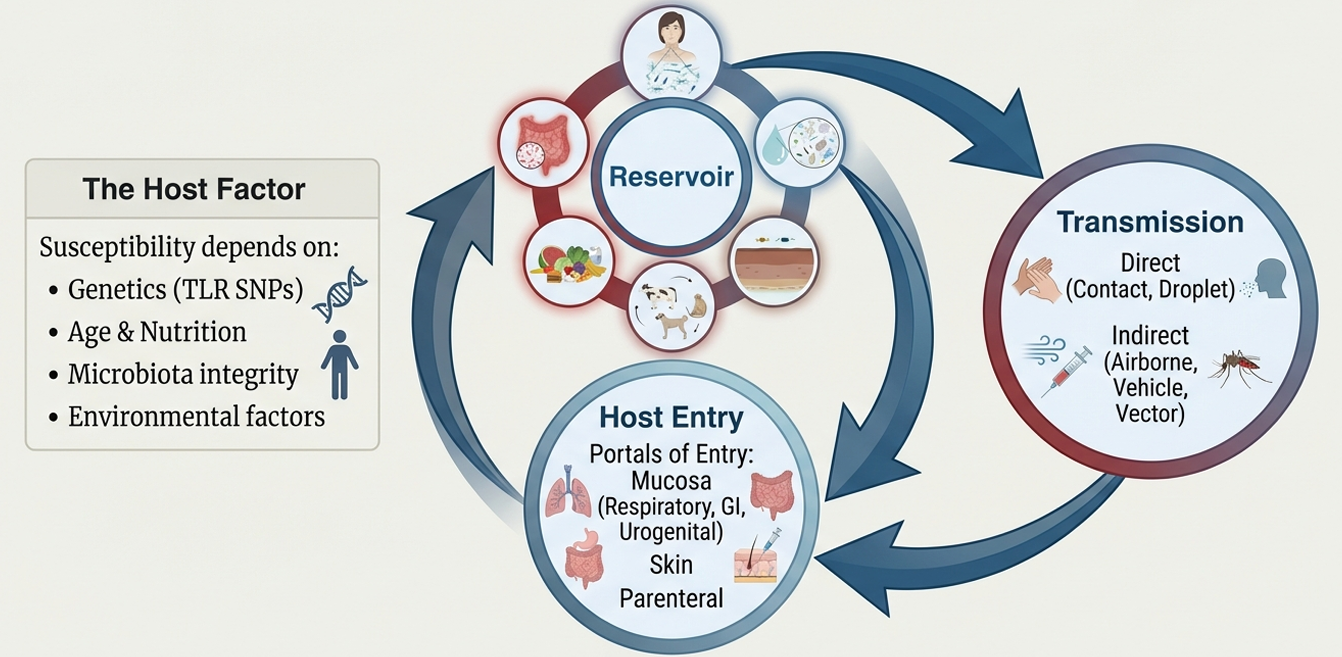 The Host Factor
Susceptibility depends on:
• Genetics (TLR SNPs)
• Age & Nutrition
• Microbiota integrity
• Environmental factors
Reservoir
Transmission
Direct
(Contact, Droplet)
Indirect
(Airborne,
Vehicle,
Vector)
Host Entry
Portals of Entry:
Mucosa
(Respiratory, GI,
Urogenital)
Skin
Parenteral